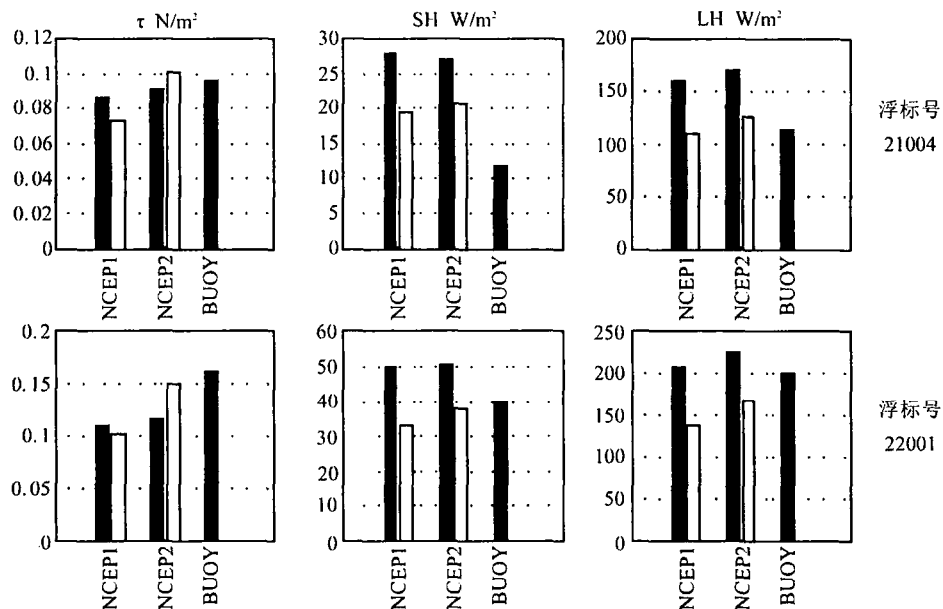 τ N/m² SH W/m² LH W/m²
0.12 30 200
0.1 25
0.08 20 150
0.06 15 100
0.04 10
0.02 5 50
0 0 0
浮标号
21004
NCEP1 NCEP2 BUOY NCEP1 NCEP2 BUOY NCEP1 NCEP2 BUOY
0.2 60 250
0.15 50 200
0.1 40 150
0.05 30 100
0 20 50
10 0
0
浮标号
22001
NCEP1 NCEP2 BUOY NCEP1 NCEP2 BUOY NCEP1 NCEP2 BUOY